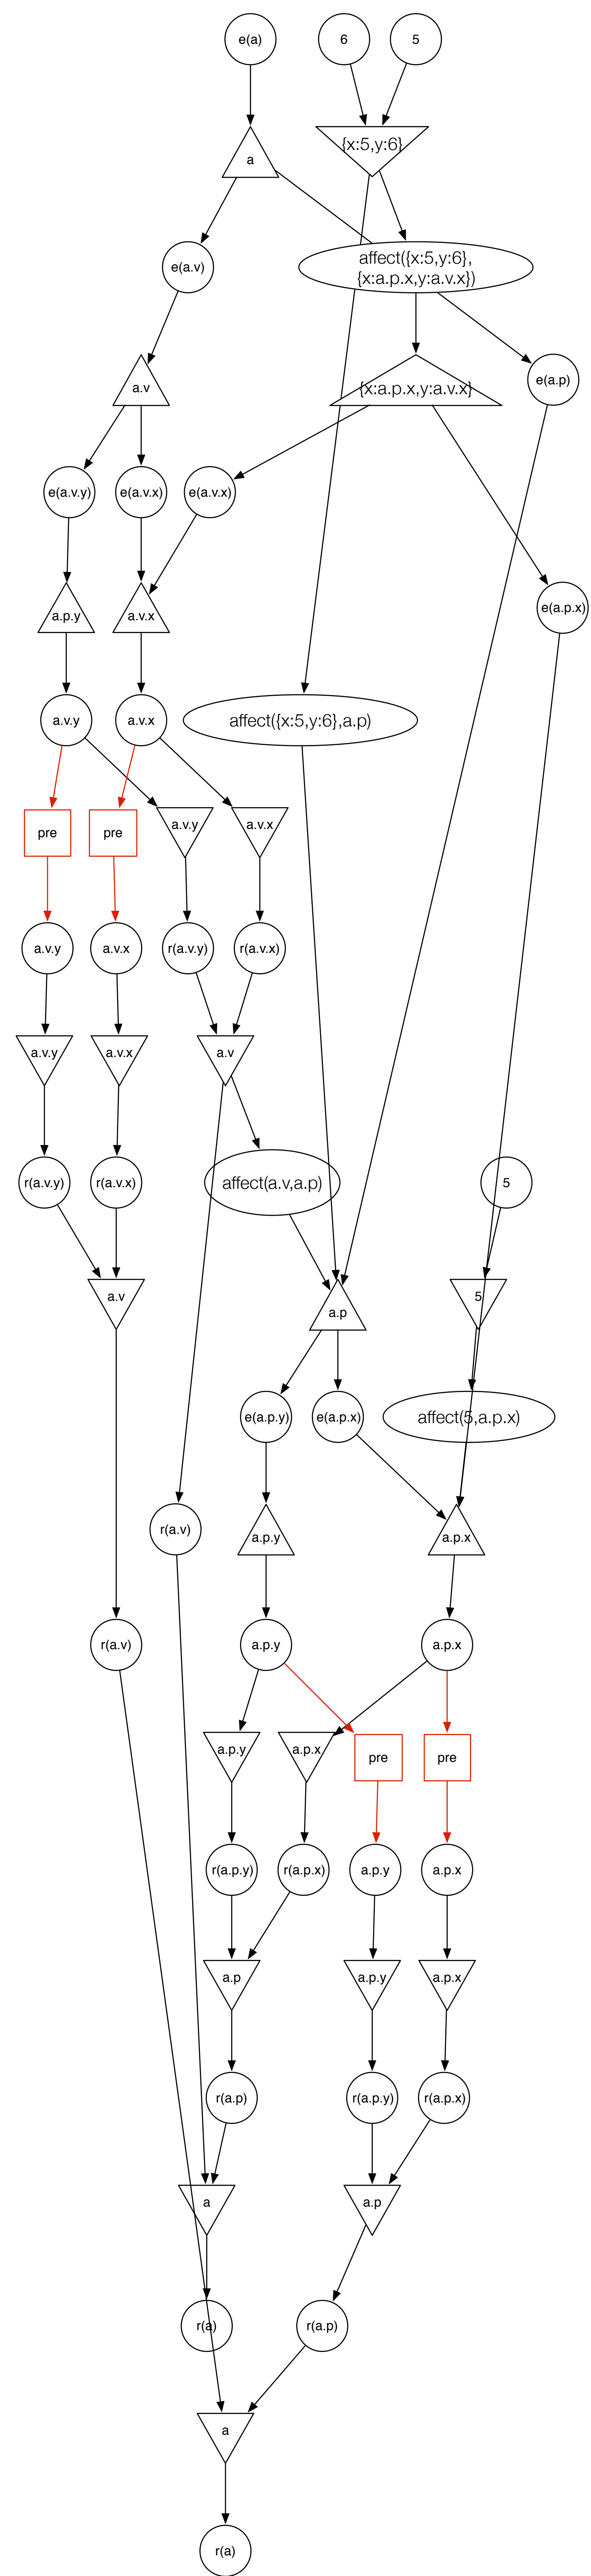 e(a)
6
5
a
{x:5,y:6}
e(a.v)
affect({x:5,y:6},
{x:a.p.x,y:a.v.x})
a.v
{x:a.p.x,y:a.v.x}
e(a.p)
e(a.v.y)
e(a.v.x)
e(a.v.x)
a.p.y
a.v.x
e(a.p.x)
a.v.y
a.v.x
affect({x:5,y:6},a.p)
pre
pre
a.v.y
a.v.x
a.v.y
a.v.x
r(a.v.y)
r(a.v.x)
a.v.y
a.v.x
a.v
r(a.v.y)
r(a.v.x)
affect(a.v,a.p)
5
a.v
a.p
5
e(a.p.y)
e(a.p.x)
affect(5,a.p.x)
r(a.v)
a.p.y
a.p.x
r(a.v)
a.p.y
a.p.x
a.p.y
a.p.x
pre
pre
r(a.p.y)
r(a.p.x)
a.p.y
a.p.x
a.p
a.p.y
a.p.x
r(a.p)
r(a.p.y)
r(a.p.x)
a
a.p
r(a)
r(a.p)
a
r(a)